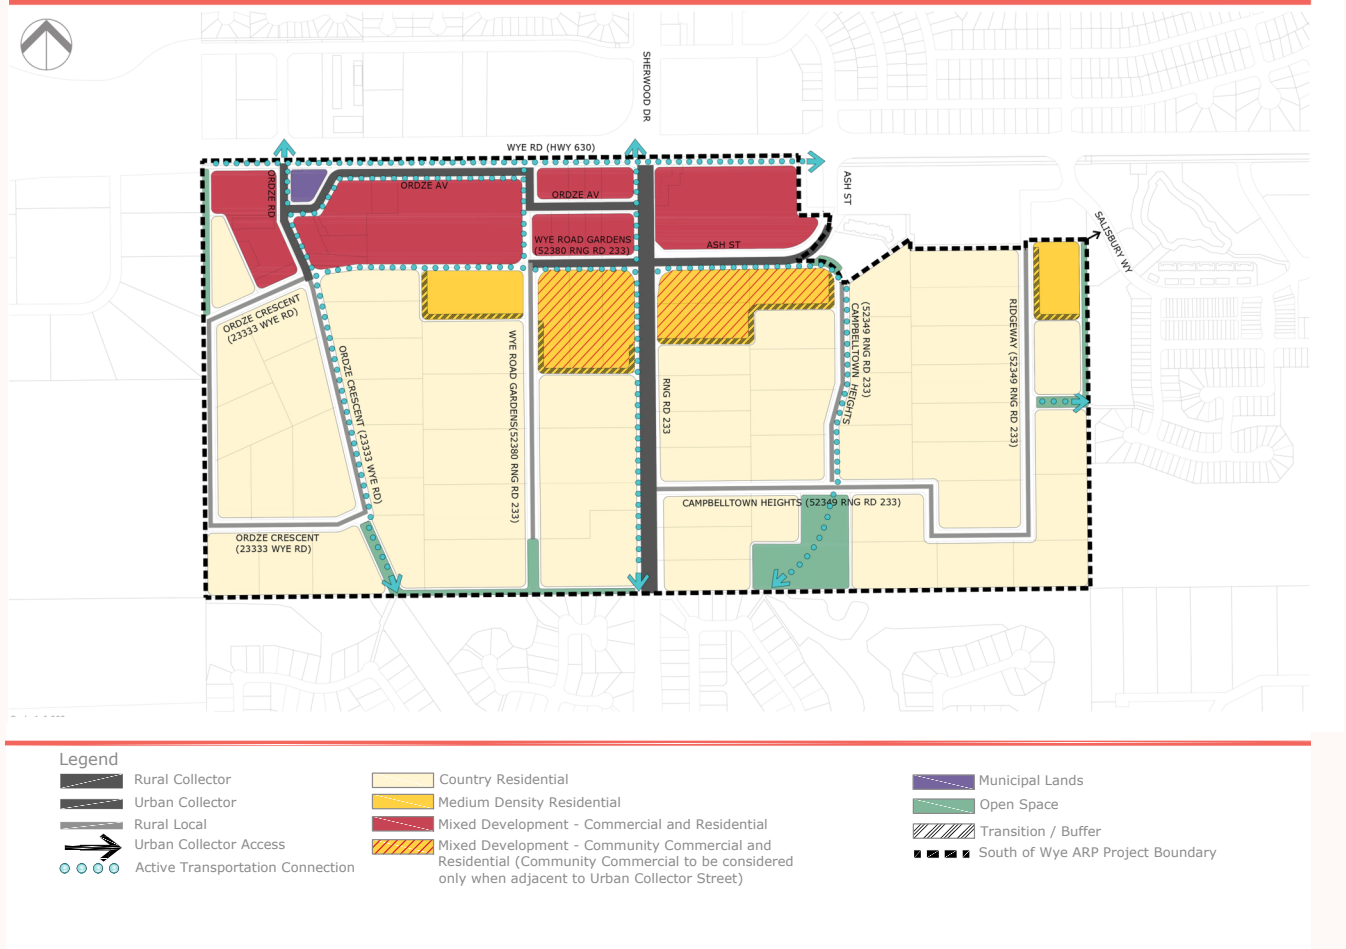 SHERWOOD DR
WYE RD (HWY 630)
ORDZE RD
ORDZE AV
ORDZE AV
ASH ST
WYE ROAD GARDENS
(52380 RNG RD 233)
ASH ST
SALISBURY WY
ORDZE CRESCENT
(23333 WYE RD)
ORDZE CRESCENT (23333 WYE RD)
WYE ROAD GARDENS(52380 RNG RD 233)
RNG RD 233
CAMPBELLTOWN HEIGHTS
(52349 RNG RD 233)
RIDGEWAY (52349 RNG RD 233)
CAMPBELLTOWN HEIGHTS (52349 RNG RD 233)
ORDZE CRESCENT
(23333 WYE RD)
Legend
Rural Collector
Urban Collector
Rural Local
Urban Collector Access
Active Transportation Connection
Country Residential
Medium Density Residential
Mixed Development - Commercial and Residential
Mixed Development - Community Commercial and
Residential (Community Commercial to be considered
only when adjacent to Urban Collector Street)
Municipal Lands
Open Space
Transition / Buffer
South of Wye ARP Project Boundary